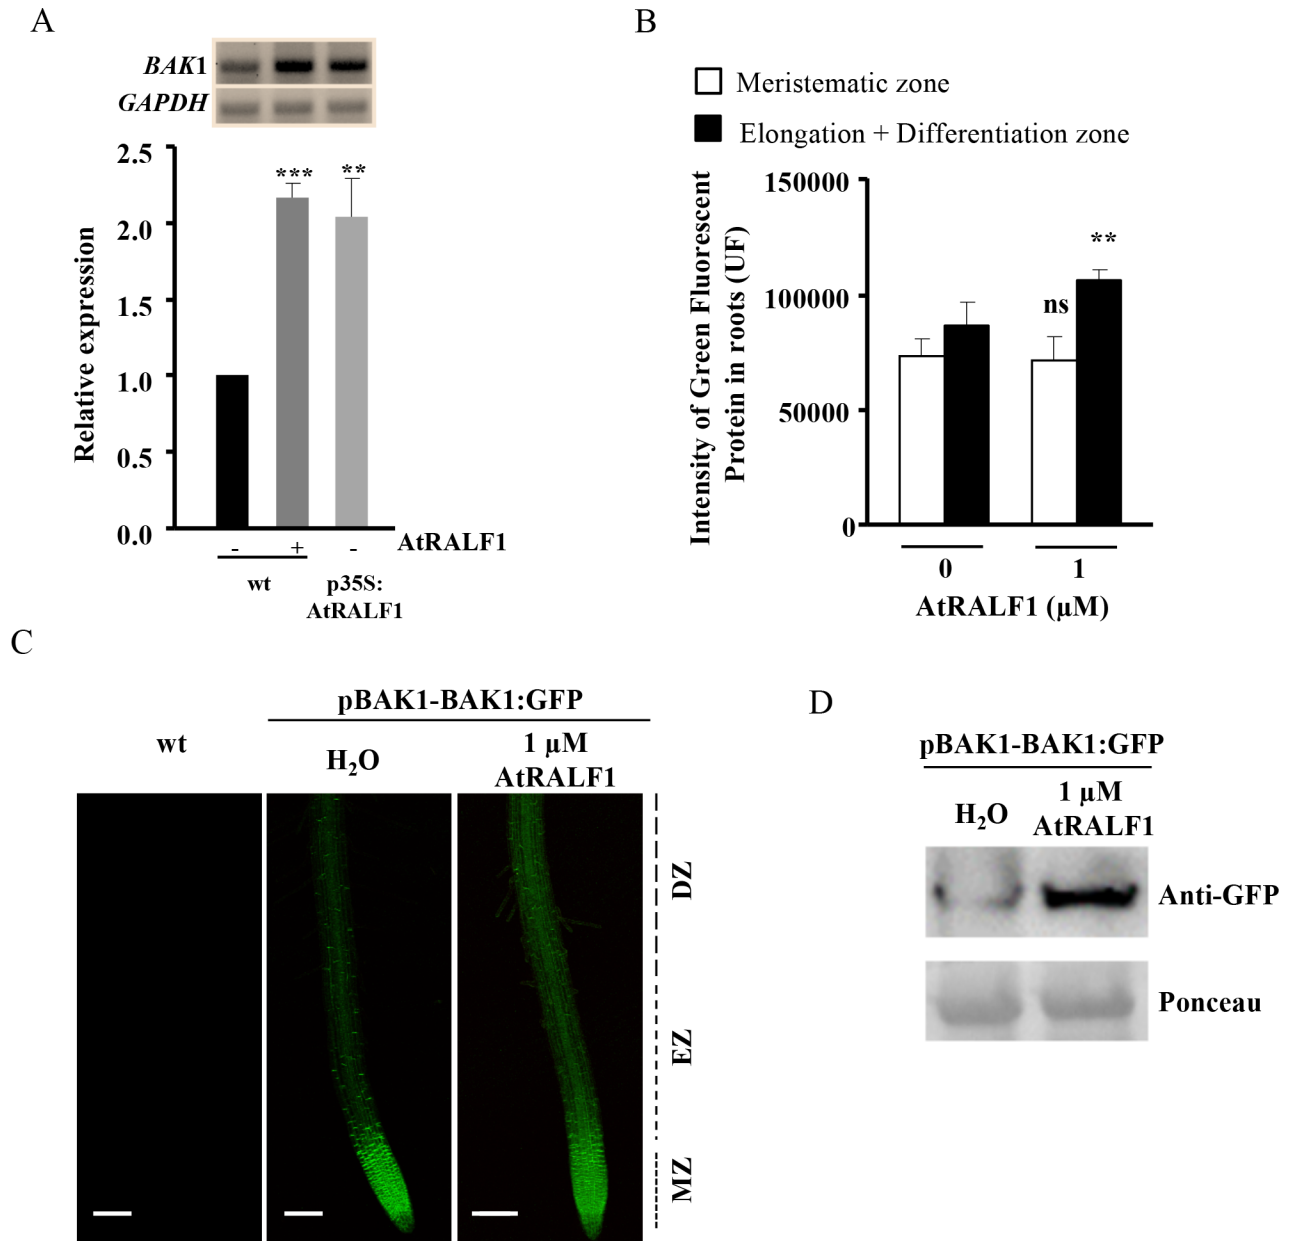 A
BAK1
GAPDH
2.5
2.0
1.5
1.0
0.5
0.0
Relative expression
***
**
- + - AtRALF1
wt
p35S:
AtRALF1
B
Meristematic zone
Elongation + Differentiation zone
Intensity of Green Fluorescent
Protein in roots (UF)
150000
100000
50000
0
ns
**
0 1
AtRALF1 (µM)
C
pBAK1-BAK1:GFP
wt
H₂O
1 µM
AtRALF1
DZ
EZ
MZ
D
pBAK1-BAK1:GFP
H₂O
1 µM
AtRALF1
Anti-GFP
Ponceau